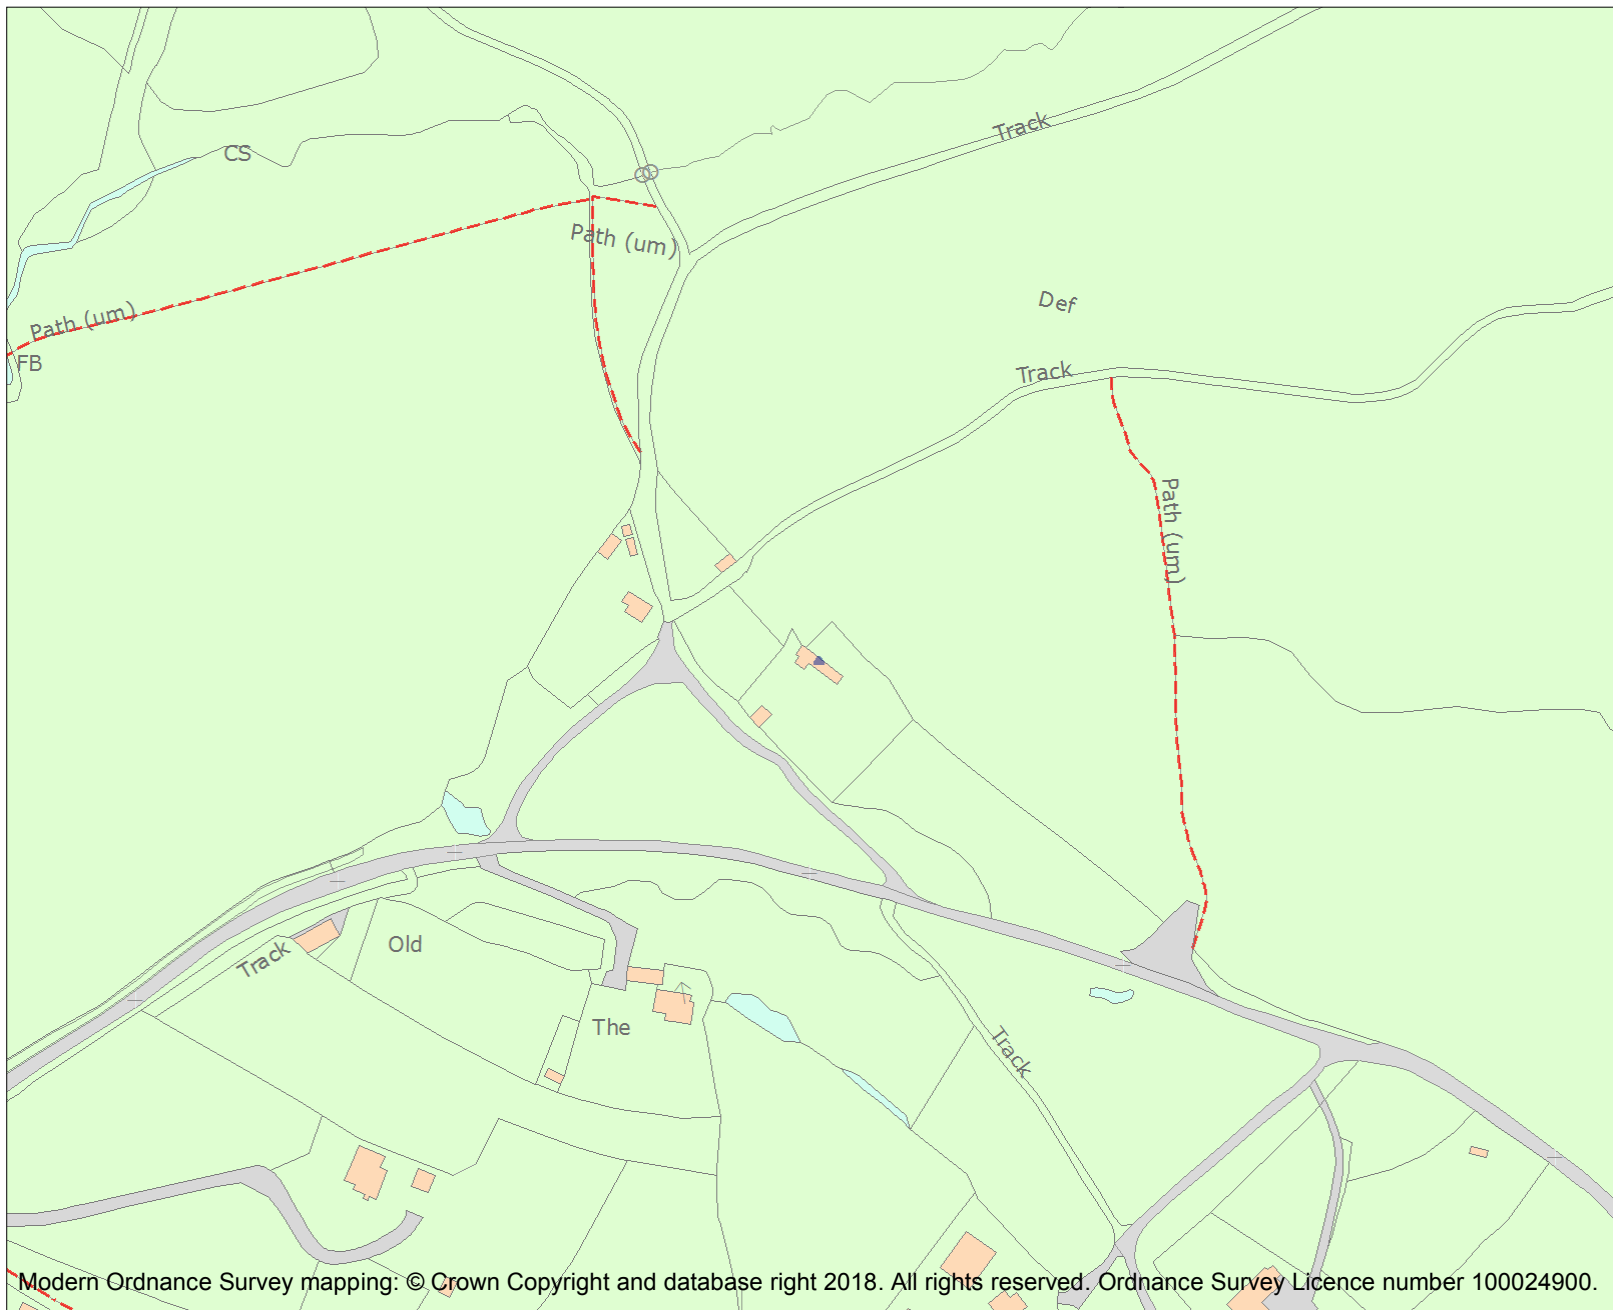 Track
CS
Path (um)
Def
Path (um)
FB
Track
Path (um)
Old
Track
The
Track
Modern Ordnance Survey mapping: © Crown Copyright and database right 2018. All rights reserved. Ordnance Survey Licence number 100024900.